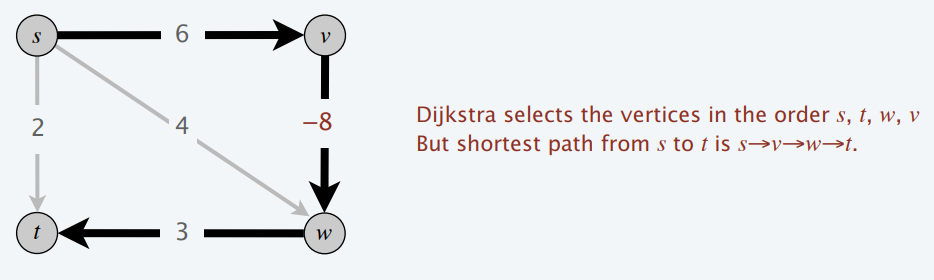 s 6 v
2 4 −8
t 3 w
Dijkstra selects the vertices in the order s, t, w, v
But shortest path from s to t is s→v→w→t.